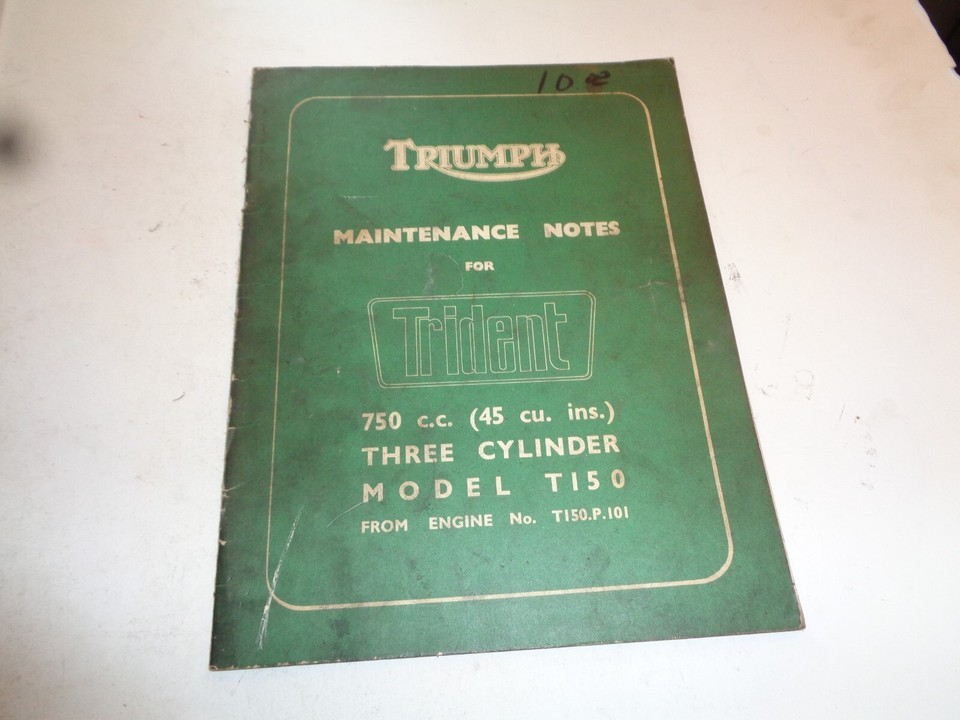 10
TRIUMPH
MAINTENANCE NOTES
FOR
Trident
750 c.c. (45 cu. ins.)
THREE CYLINDER
MODEL T150
FROM ENGINE No. T150.P.101